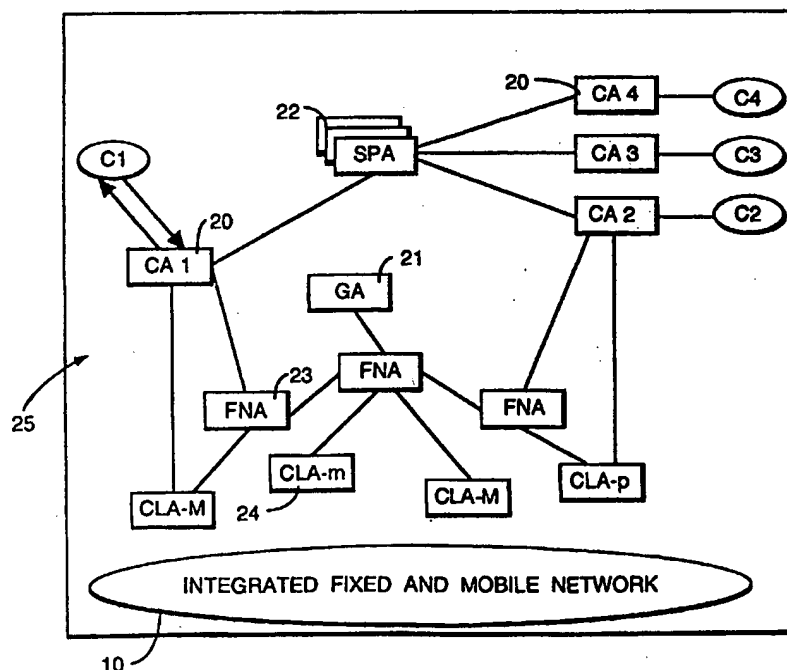 20
CA 4
C4
22
SPA
CA 3
C3
C1
20
CA 2
C2
CA 1
21
GA
FNA
23
FNA
FNA
25
CLA-m
CLA-p
CLA-M
24
CLA-M
INTEGRATED FIXED AND MOBILE NETWORK
10